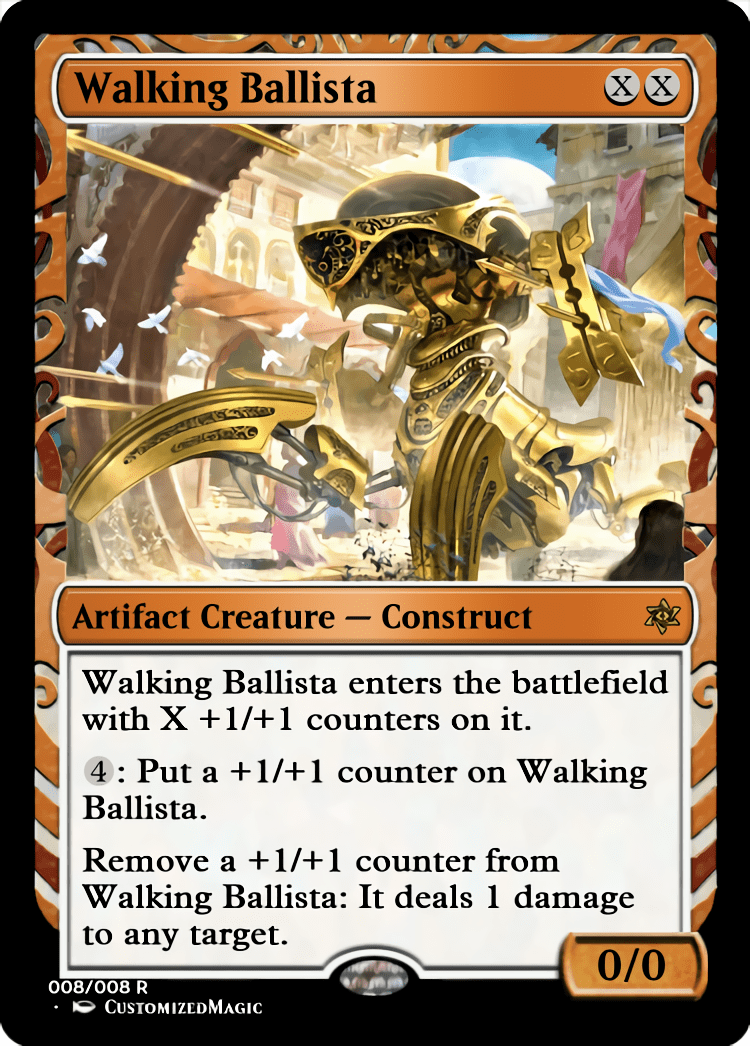 Walking Ballista X X
Artifact Creature — Construct
Walking Ballista enters the battlefield
with X +1/+1 counters on it.
4: Put a +1/+1 counter on Walking
Ballista.
Remove a +1/+1 counter from
Walking Ballista: It deals 1 damage
to any target.
0/0
008/008 R
· CustomizedMagic